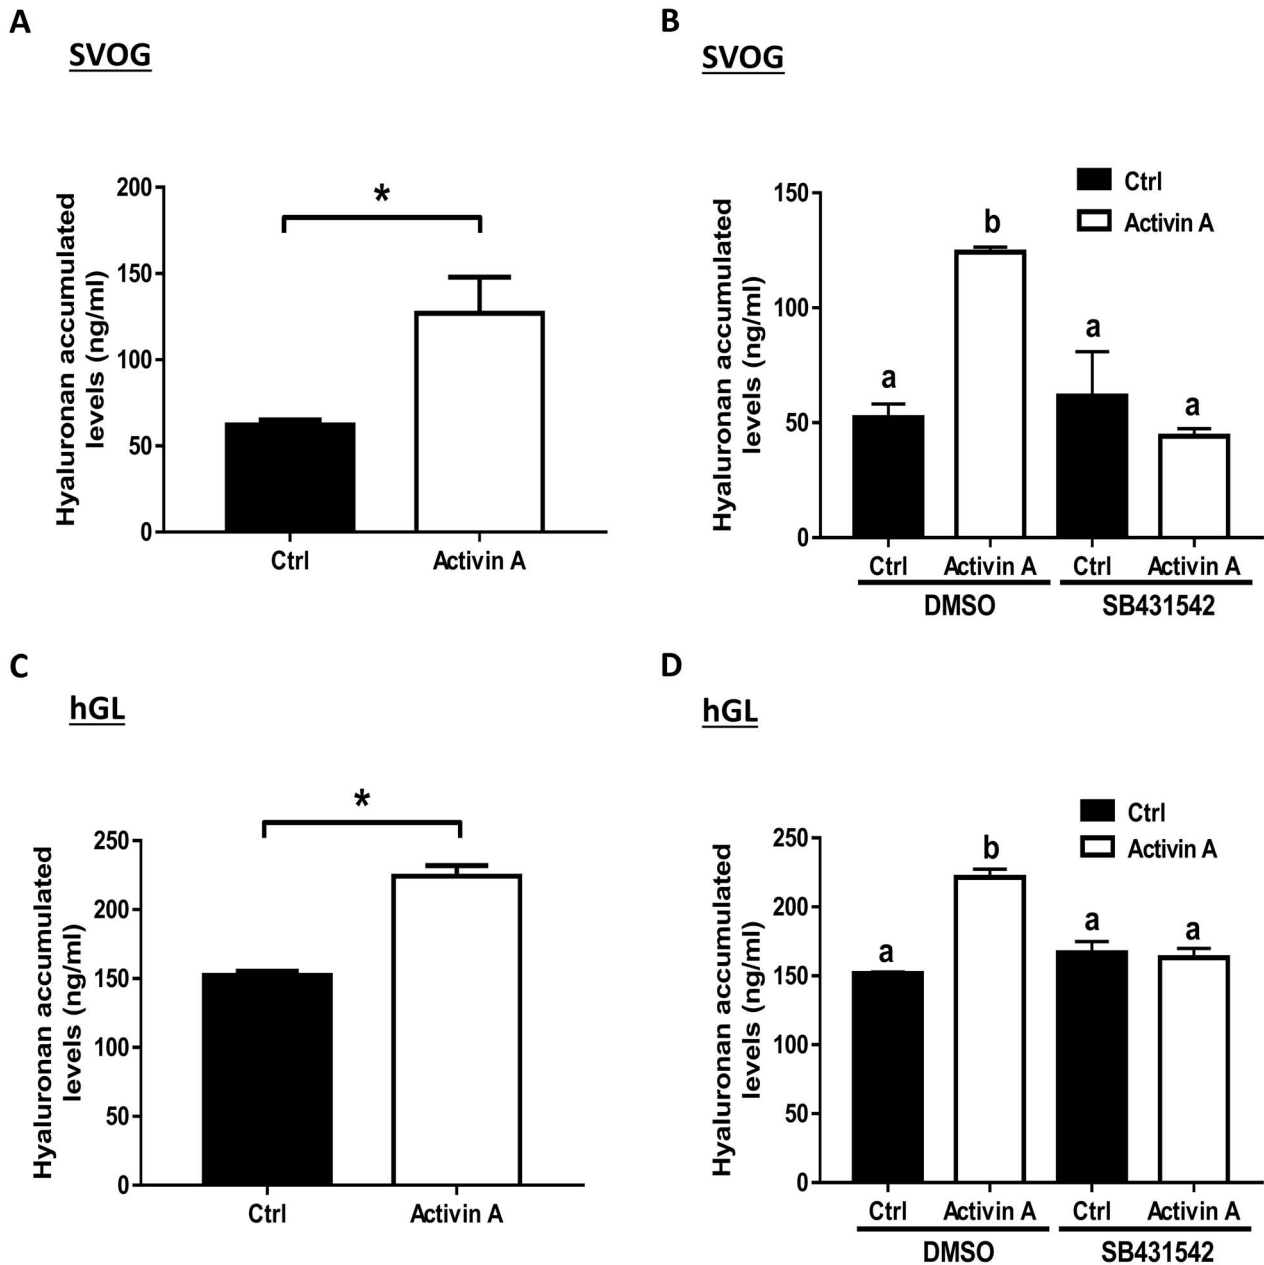 A
SVOG
Hyaluronan accumulated
levels (ng/ml)
200
150
100
50
0
*
Ctrl
Activin A
B
SVOG
Hyaluronan accumulated
levels (ng/ml)
150
100
50
0
Ctrl
Activin A
a
b
a
a
Ctrl
Activin A
Ctrl
Activin A
DMSO
SB431542
C
hGL
Hyaluronan accumulated
levels (ng/ml)
250
200
150
100
50
0
*
Ctrl
Activin A
D
hGL
Hyaluronan accumulated
levels (ng/ml)
250
200
150
100
50
0
Ctrl
Activin A
a
b
a
a
Ctrl
Activin A
Ctrl
Activin A
DMSO
SB431542